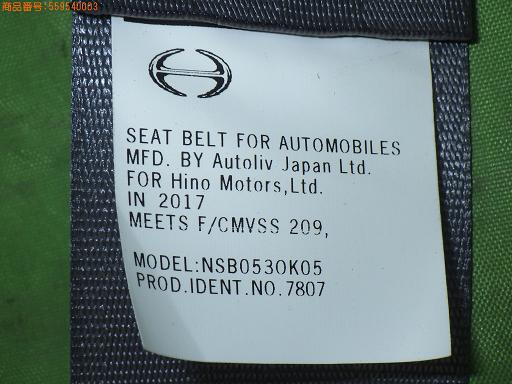 商品番号:559540063
SEAT BELT FOR AUTOMOBILES
MFD. BY Autoliv Japan Ltd.
FOR Hino Motors,Ltd.
IN 2017
MEETS F/CMVSS 209,
MODEL:NSB0530K05
PROD.IDENT.NO.7807